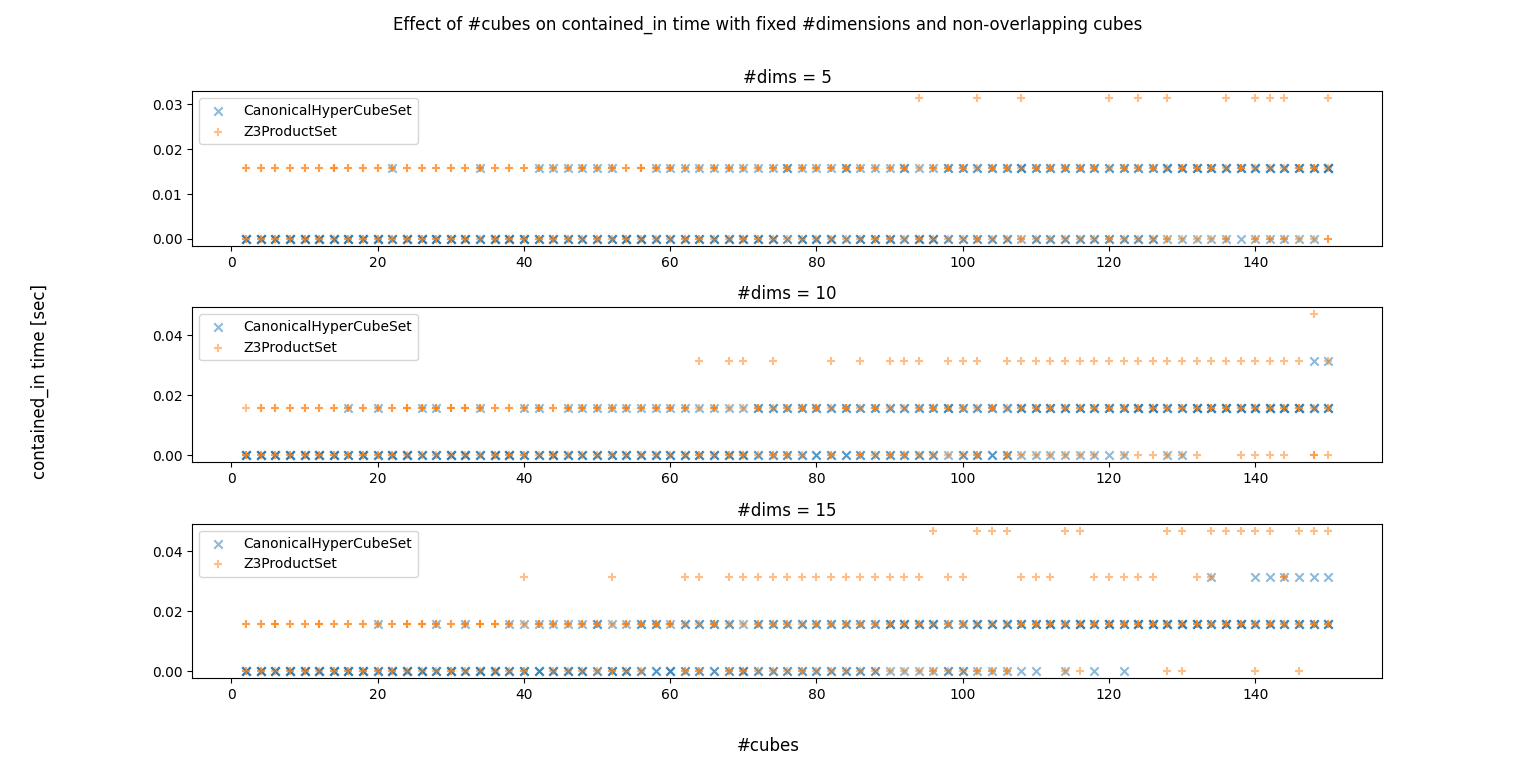 Effect of #cubes on contained_in time with fixed #dimensions and non-overlapping cubes
#dims = 5
CanonicalHyperCubeSet
Z3ProductSet
0.03
0.02
0.01
0.00
0 20 40 60 80 100 120 140
#dims = 10
CanonicalHyperCubeSet
Z3ProductSet
0.04
0.02
0.00
0 20 40 60 80 100 120 140
contained_in time [sec]
#dims = 15
CanonicalHyperCubeSet
Z3ProductSet
0.04
0.02
0.00
0 20 40 60 80 100 120 140
#cubes